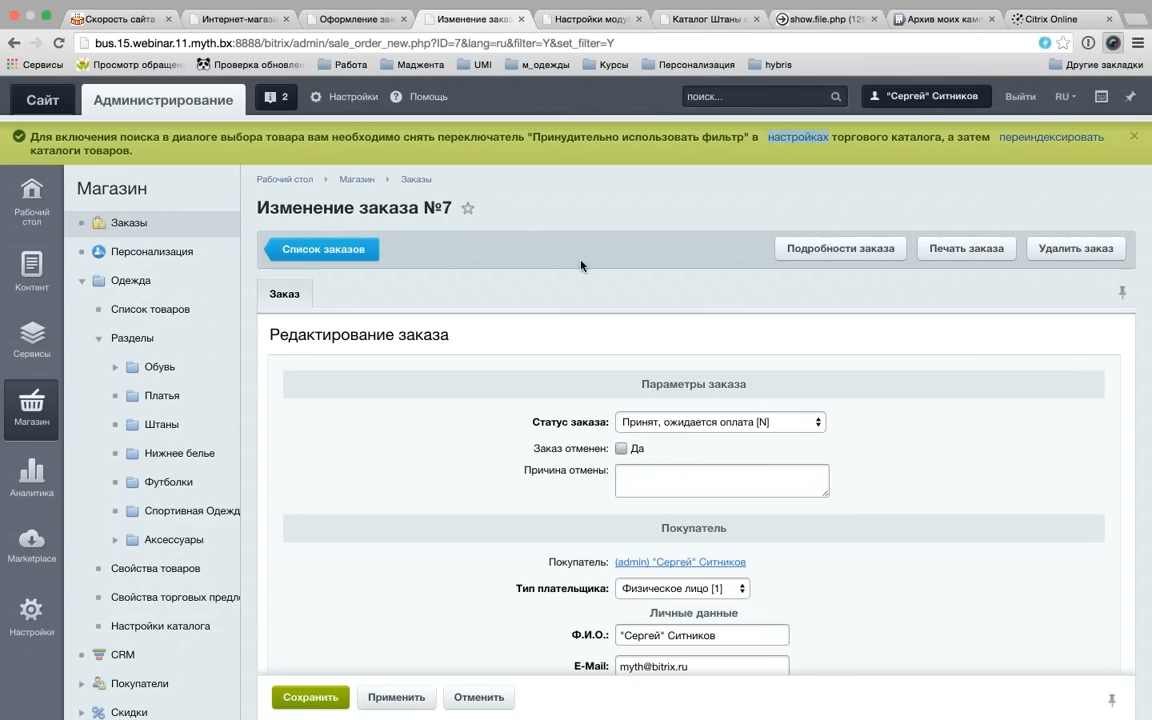 Скорость сайта
Интернет-магаз
Оформление зак
Изменение заказ
Настройки модул
Каталог Штаны
show.file.php (128
Архив моих кам
Citrix Online
bus.15.webinar.11.myth.bx:8888/bitrix/admin/sale_order_new.php?ID=7&lang=ru&filter=Y&set_filter=Y
Сервисы
Просмотр обращен
Проверка обновлен
Работа
Маджента
UMI
м_одежды
Курсы
Персонализация
hybris
Другие закладки
Сайт
Администрирование
2
Настройки
Помощь
поиск...
"Сергей" Ситников
Выйти
RU
Для включения поиска в диалоге выбора товара вам необходимо снять переключатель "Принудительно использовать фильтр" в настройках торгового каталога, а затем переиндексировать
каталоги товаров.
Рабочий
стол
Контент
Сервисы
Магазин
Аналитика
Marketplace
Настройки
Магазин
Заказы
Персонализация
Одежда
Список товаров
Разделы
Обувь
Платья
Штаны
Нижнее белье
Футболки
Спортивная Одежд
Аксессуары
Свойства товаров
Свойства торговых предло
Настройки каталога
CRM
Покупатели
Скидки
Рабочий стол
Магазин
Заказы
Изменение заказа №7
Список заказов
Подробности заказа
Печать заказа
Удалить заказ
Заказ
Редактирование заказа
Параметры заказа
Статус заказа: Принят, ожидается оплата [N]
Заказ отменен: Да
Причина отмены:
Покупатель
Покупатель: (admin) "Сергей" Ситников
Тип плательщика: Физическое лицо [1]
Личные данные
Ф.И.О.: "Сергей" Ситников
E-Mail: myth@bitrix.ru
Сохранить
Применить
Отменить